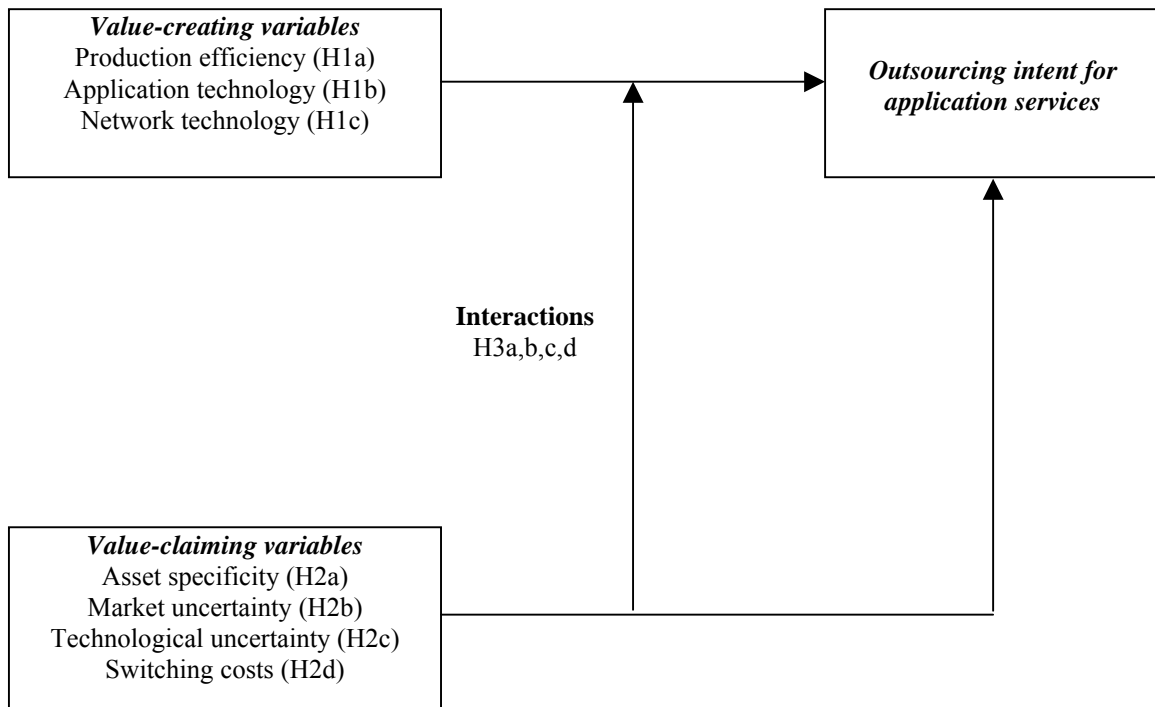 Value-creating variables
Production efficiency (H1a)
Application technology (H1b)
Network technology (H1c)
Outsourcing intent for
application services
Interactions
H3a,b,c,d
Value-claiming variables
Asset specificity (H2a)
Market uncertainty (H2b)
Technological uncertainty (H2c)
Switching costs (H2d)